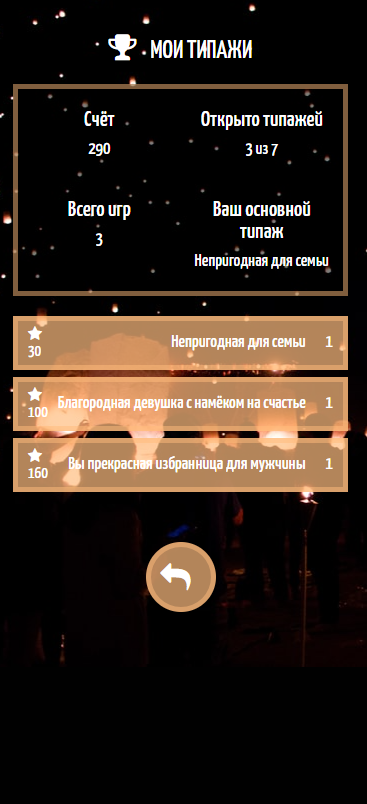 МОИ ТИПАЖИ
Счёт
290
Открыто типажей
3 из 7
Всего игр
3
Ваш основной
типаж
Непригодная для семьи
30 Непригодная для семьи 1
100 Благородная девушка с намёком на счастье 1
160 Вы прекрасная избранница для мужчины 1